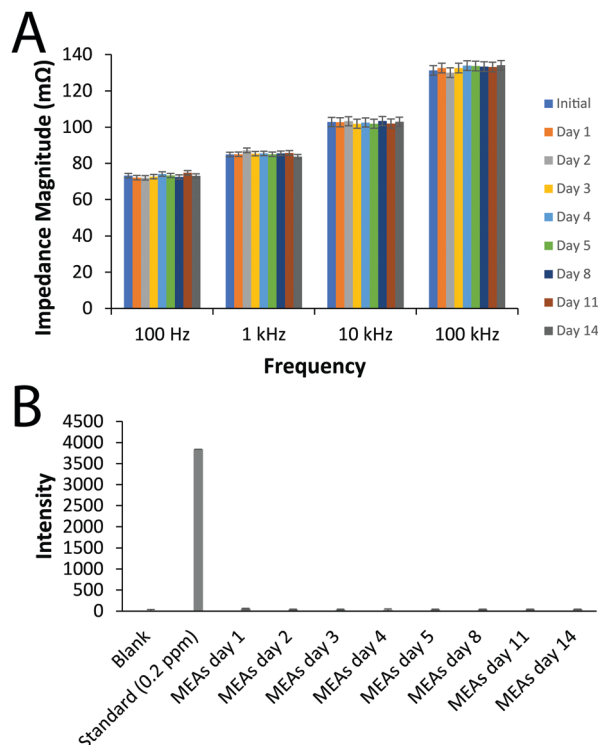 A
Impedance Magnitude (mΩ)
140
120
100
80
60
40
20
0
100 Hz
1 kHz
10 kHz
100 kHz
Frequency
Initial
Day 1
Day 2
Day 3
Day 4
Day 5
Day 8
Day 11
Day 14
B
Intensity
4500
4000
3500
3000
2500
2000
1500
1000
500
0
Blank
Standard (0.2 ppm)
MEAs day 1
MEAs day 2
MEAs day 3
MEAs day 4
MEAs day 5
MEAs day 8
MEAs day 11
MEAs day 14